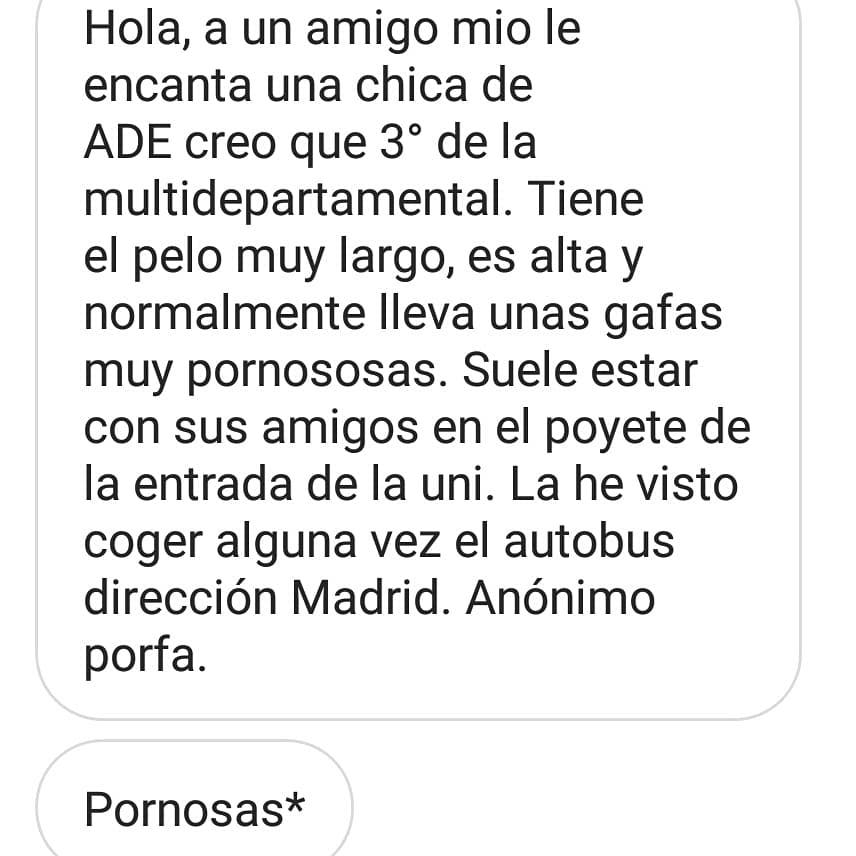 Hola, a un amigo mio le
encanta una chica de
ADE creo que 3° de la
multidepartamental. Tiene
el pelo muy largo, es alta y
normalmente lleva unas gafas
muy pornososas. Suele estar
con sus amigos en el poyete de
la entrada de la uni. La he visto
coger alguna vez el autobus
dirección Madrid. Anónimo
porfa.
Pornosas*